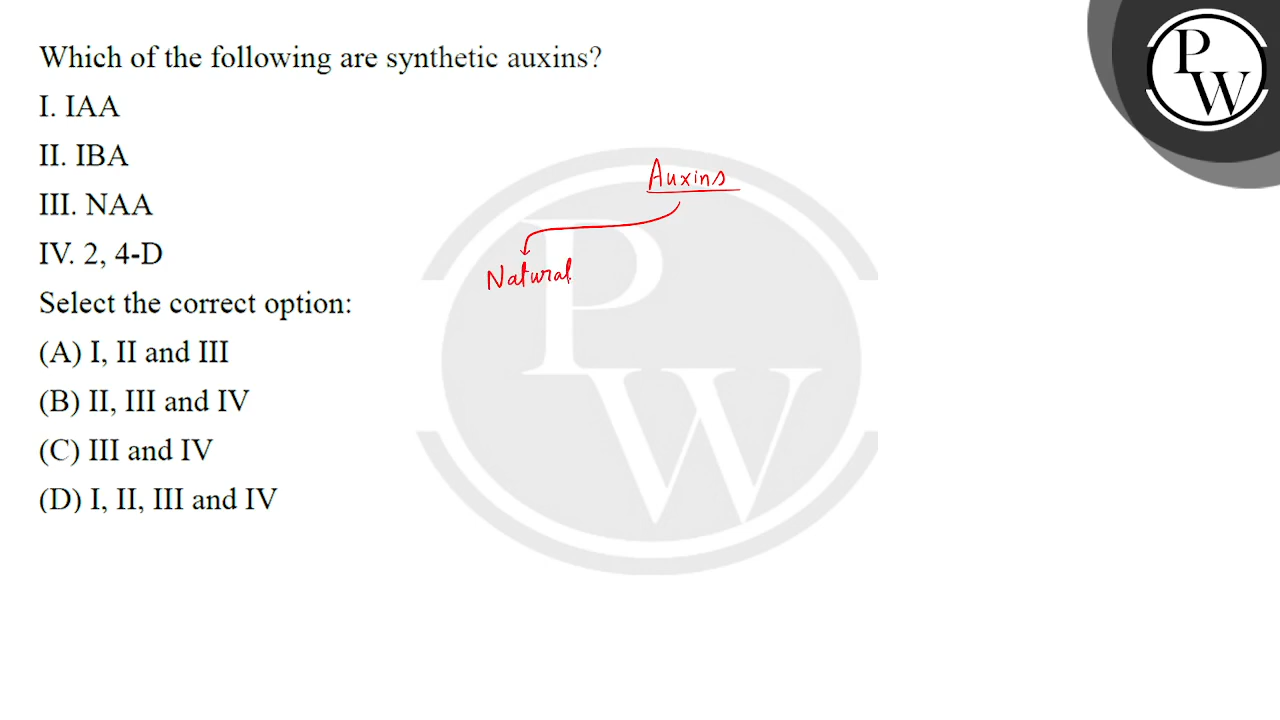 Which of the following are synthetic auxins?
I. IAA
II. IBA
III. NAA
IV. 2, 4-D
Select the correct option:
(A) I, II and III
(B) II, III and IV
(C) III and IV
(D) I, II, III and IV
Auxins
Natural
PW
PW